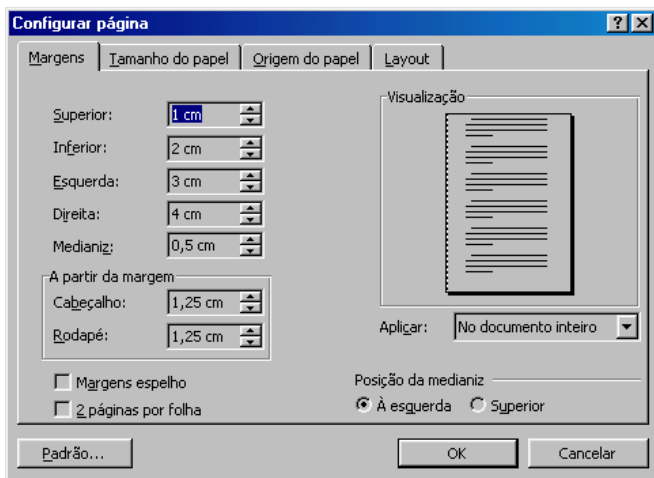 Configurar página
Margens Tamanho do papel Origem do papel Layout
Superior: 1 cm
Inferior: 2 cm
Esquerda: 3 cm
Direita: 4 cm
Medianiz: 0,5 cm
A partir da margem
Cabeçalho: 1,25 cm
Rodapé: 1,25 cm
Margens espelho
2 páginas por folha
Visualização
Aplicar: No documento inteiro
Posição da medianiz
À esquerda Superior
Padrão... OK Cancelar